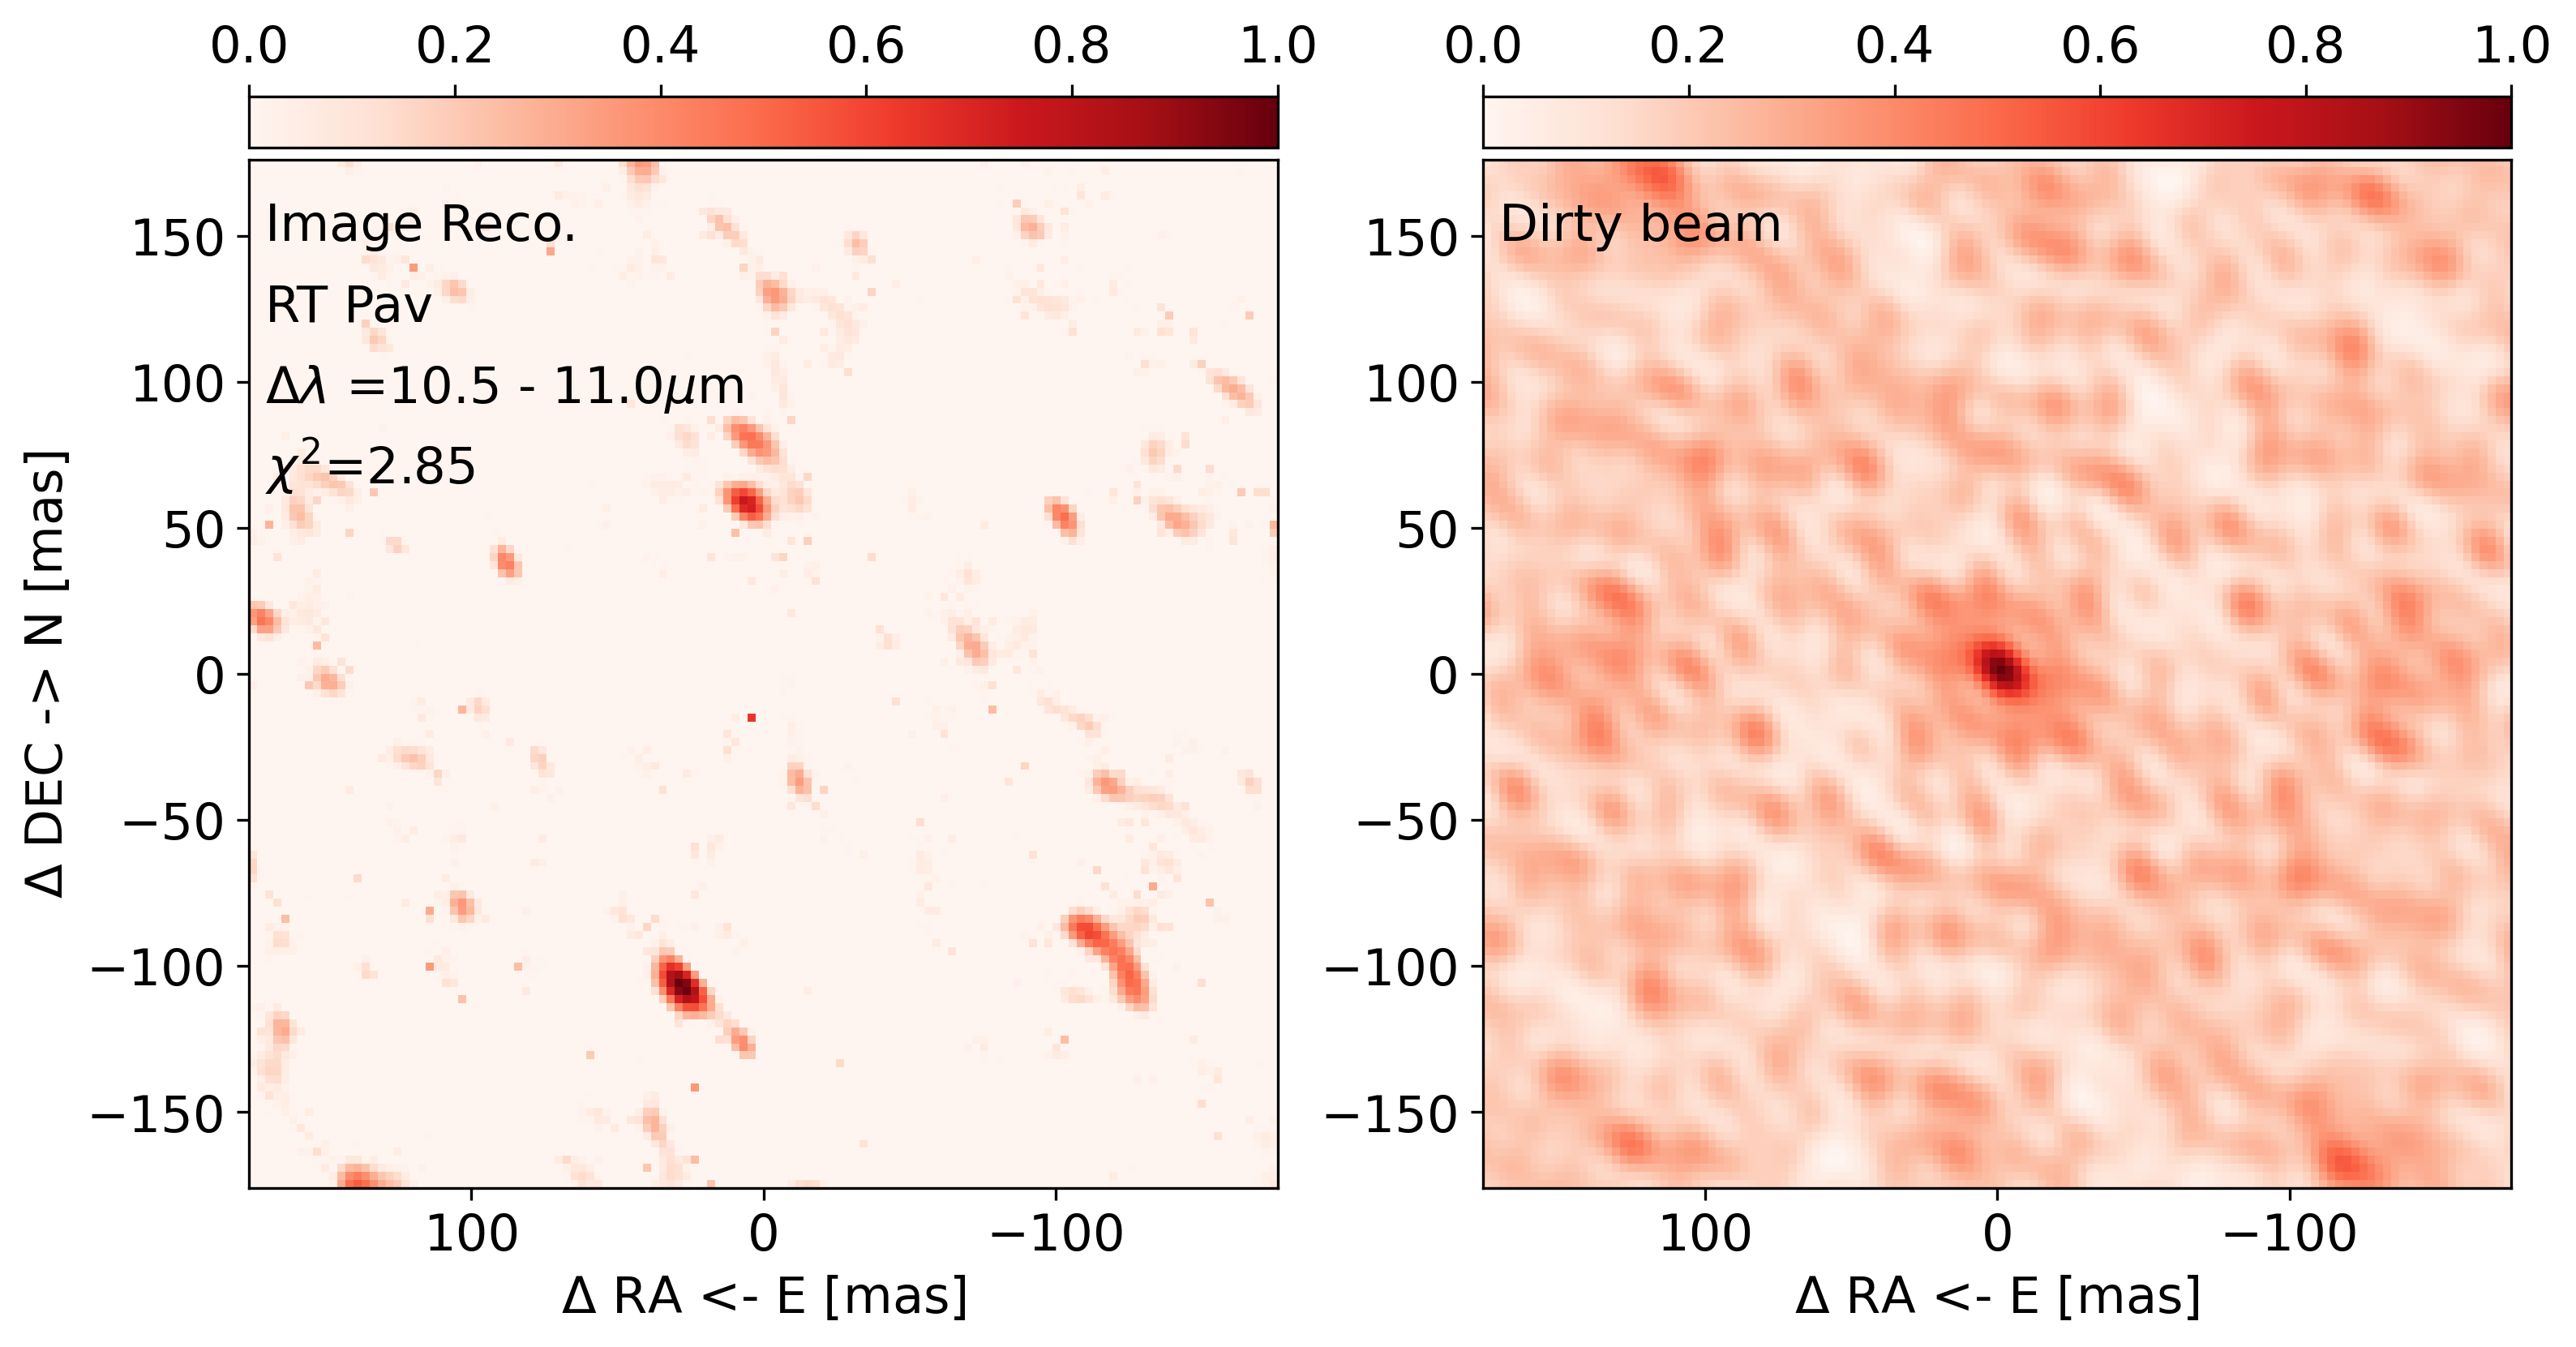 0.0 0.2 0.4 0.6 0.8 1.0
0.0 0.2 0.4 0.6 0.8 1.0
Image Reco.
RT Pav
Δλ =10.5 - 11.0μm
χ²=2.85
150
100
50
0
−50
−100
−150
Δ DEC -> N [mas]
100 0 −100
Δ RA <- E [mas]
Dirty beam
150
100
50
0
−50
−100
−150
100 0 −100
Δ RA <- E [mas]